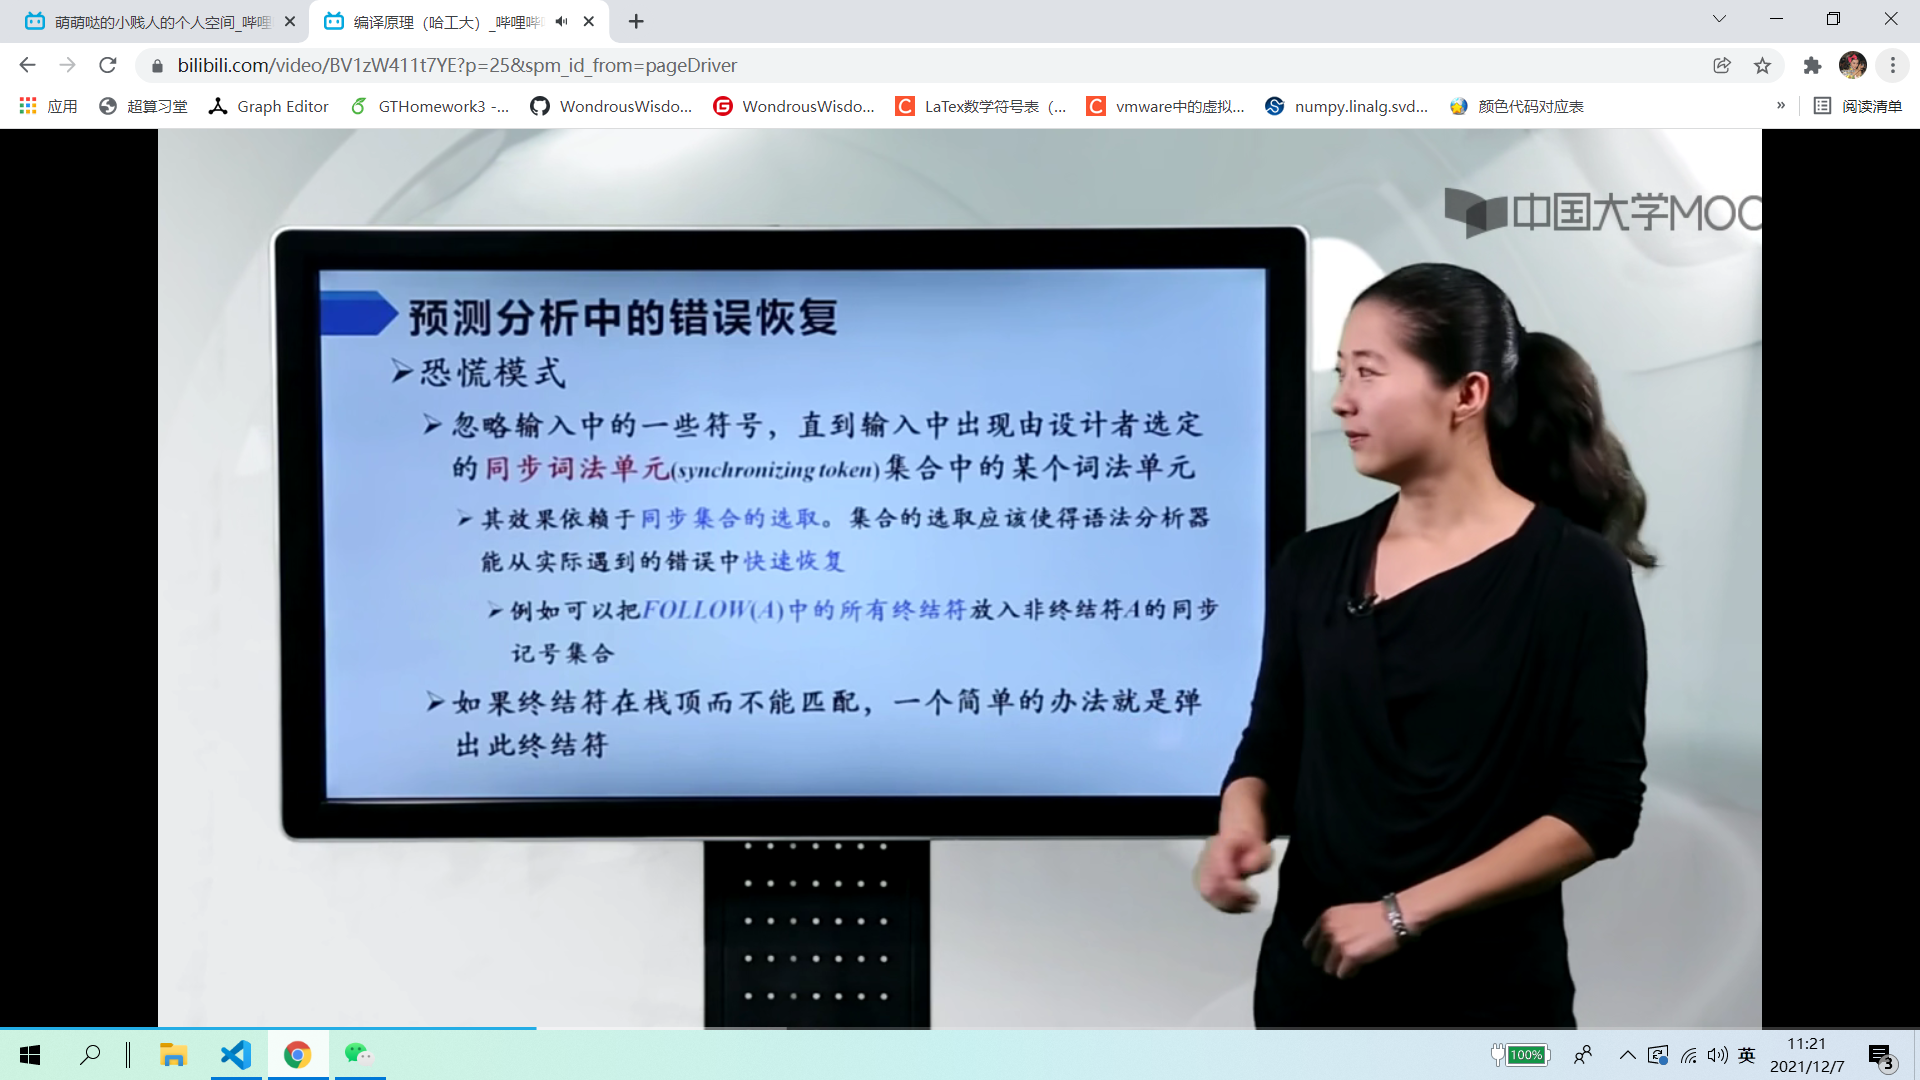 萌萌哒的小贱人的个人空间_哔哩
编译原理（哈工大）_哔哩哔
bilibili.com/video/BV1zW411t7YE?p=25&spm_id_from=pageDriver
应用
超算习堂
Graph Editor
GTHomework3 -...
WondrousWisdo...
WondrousWisdo...
LaTex数学符号表（...
vmware中的虚拟...
numpy.linalg.svd...
颜色代码对应表
»
阅读清单
中国大学MOO
预测分析中的错误恢复
恐慌模式
忽略输入中的一些符号，直到输入中出现由设计者选定
的同步词法单元(synchronizing token)集合中的某个词法单元
其效果依赖于同步集合的选取。集合的选取应该使得语法分析器
能从实际遇到的错误中快速恢复
例如可以把FOLLOW(A)中的所有终结符放入非终结符A的同步
记号集合
如果终结符在栈顶而不能匹配，一个简单的办法就是弹
出此终结符
100%
英
11:21
2021/12/7
3